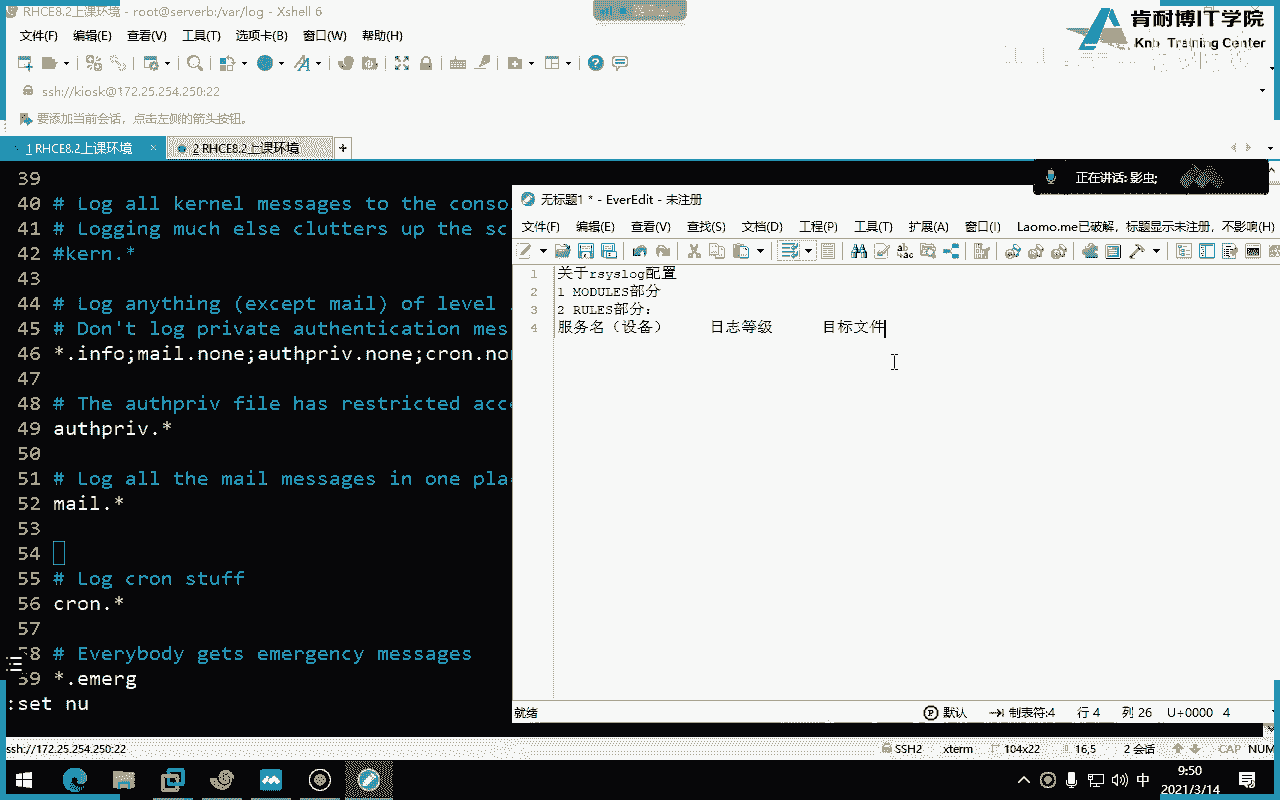 RHCE8.2上课环境 - root@serverb:/var/log - Xshell 6
肯耐博IT学院
Knb Training Center
文件(F) 编辑(E) 查看(V) 工具(T) 选项卡(B) 窗口(W) 帮助(H)
ssh://kiosk@172.25.254.250:22
要添加当前会话，点击左侧的箭头按钮。
1 RHCE8.2上课环境 × 2 RHCE8.2上课环境 +
正在讲话: 影虫;
39
40 # Log all kernel messages to the conso
41 # Logging much else clutters up the sc
42 #kern.*
43
44 # Log anything (except mail) of level
45 # Don't log private authentication mes
46 *.info;mail.none;authpriv.none;cron.no
47
48 # The authpriv file has restricted acc
49 authpriv.*
50
51 # Log all the mail messages in one pla
52 mail.*
53
54
55 # Log cron stuff
56 cron.*
57
58 # Everybody gets emergency messages
59 *.emerg
:set nu
无标题1 * - EverEdit - 未注册
文件(F) 编辑(E) 查看(V) 查找(S) 文档(D) 工程(P) 工具(T) 扩展(A) 窗口(I) Laomo.me已破解，标题显示未注册，不影响(H)
1 关于rsyslog配置
2 1 MODULES部分
3 2 RULES部分：
4 服务名（设备） 日志等级 目标文件
就绪 默认 制表符:4 行 4 列 26 U+0000 4
ssh://172.25.254.250:22 SSH2 xterm 104x22 16,5 2 会话 CAP NUM
中 9:50
2021/3/14